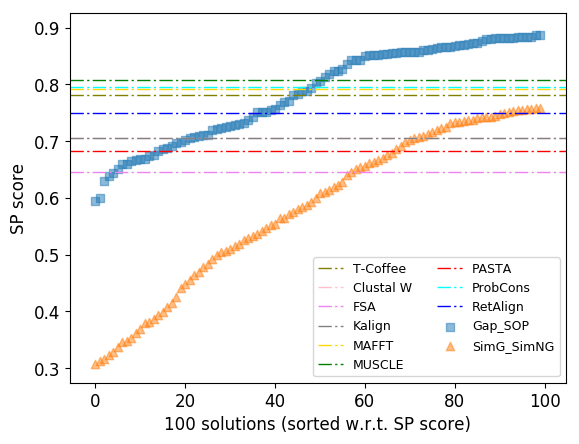 0.9
0.8
0.7
0.6
0.5
0.4
0.3
SP score
T-Coffee
Clustal W
FSA
Kalign
MAFFT
MUSCLE
PASTA
ProbCons
RetAlign
Gap_SOP
SimG_SimNG
0 20 40 60 80 100
100 solutions (sorted w.r.t. SP score)